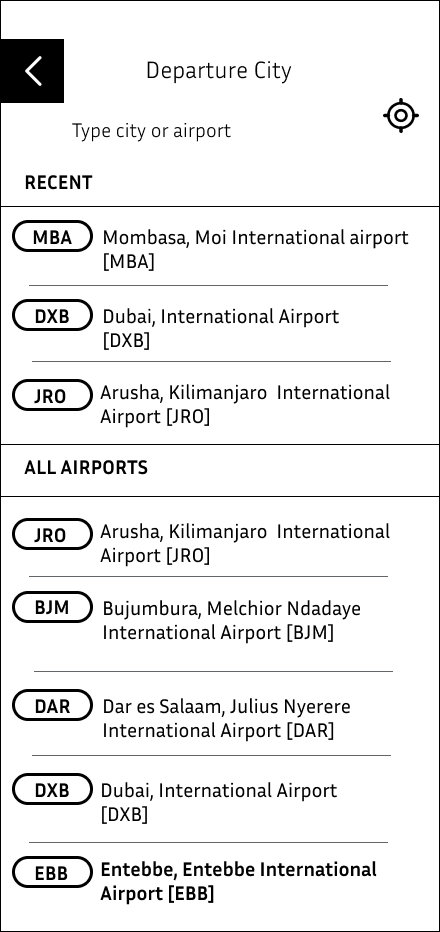 Departure City
Type city or airport
RECENT
MBA
Mombasa, Moi International airport
[MBA]
DXB
Dubai, International Airport
[DXB]
JRO
Arusha, Kilimanjaro  International
Airport [JRO]
ALL AIRPORTS
JRO
Arusha, Kilimanjaro  International
Airport [JRO]
BJM
Bujumbura, Melchior Ndadaye
International Airport [BJM]
DAR
Dar es Salaam, Julius Nyerere
International Airport [DAR]
DXB
Dubai, International Airport
[DXB]
EBB
Entebbe, Entebbe International
Airport [EBB]